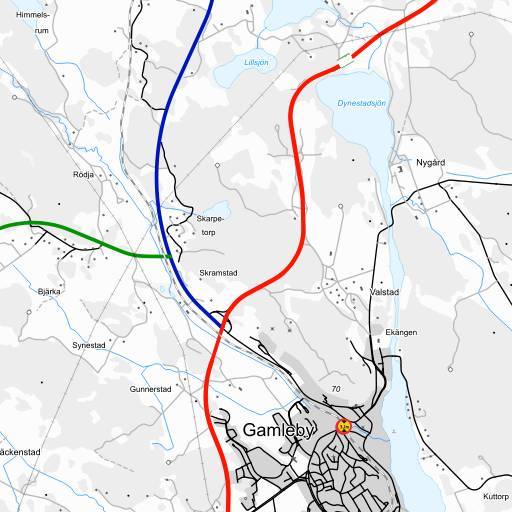 Himmels-
rum
Lillsjön
Dynestadsjön
Nygård
Rödja
Skarpe-
torp
Skramstad
Bjärka
Valstad
Ekängen
Synestad
Gunnerstad
70
Gamleby
äckenstad
Kuttorp